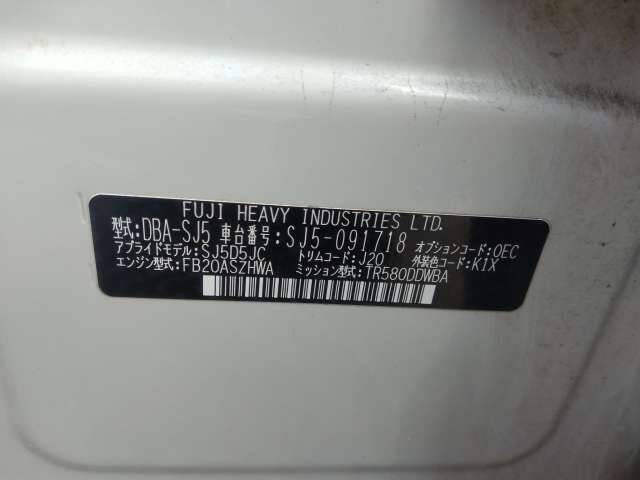 FUJI HEAVY INDUSTRIES LTD.
型式:DBA-SJ5 車台番号:SJ5-091718 オプションコード:OEC
アプライドモデル:SJ5D5JC トリムコード:J20 外装色コード:K1X
エンジン型式:FB20ASZHWA ミッション型式:TR580DDWBA